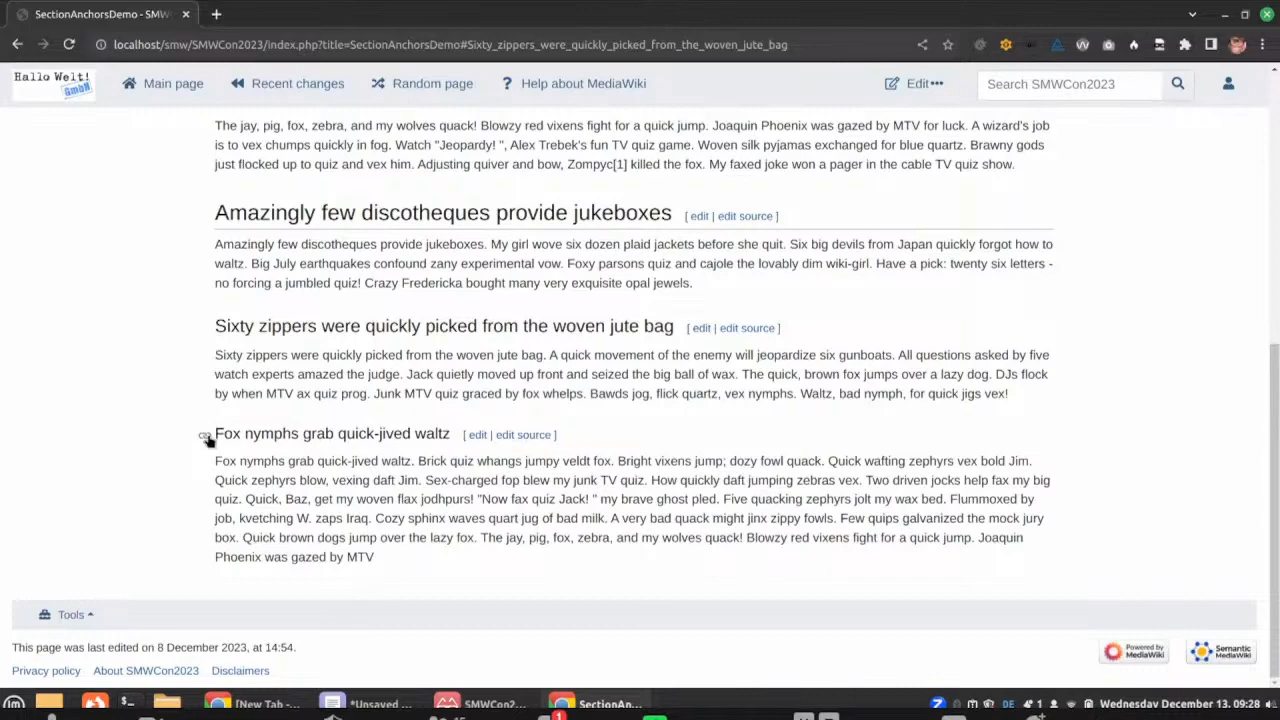 SectionAnchorsDemo - SMW
localhost/smw/SMWCon2023/index.php?title=SectionAnchorsDemo#Sixty_zippers_were_quickly_picked_from_the_woven_jute_bag
Hallo Welt! GmbH
Main page Recent changes Random page Help about MediaWiki Edit Search SMWCon2023
The jay, pig, fox, zebra, and my wolves quack! Blowzy red vixens fight for a quick jump. Joaquin Phoenix was gazed by MTV for luck. A wizard's job
is to vex chumps quickly in fog. Watch "Jeopardy! ", Alex Trebek's fun TV quiz game. Woven silk pyjamas exchanged for blue quartz. Brawny gods
just flocked up to quiz and vex him. Adjusting quiver and bow, Zompyc[1] killed the fox. My faxed joke won a pager in the cable TV quiz show.
Amazingly few discotheques provide jukeboxes [ edit | edit source ]
Amazingly few discotheques provide jukeboxes. My girl wove six dozen plaid jackets before she quit. Six big devils from Japan quickly forgot how to
waltz. Big July earthquakes confound zany experimental vow. Foxy parsons quiz and cajole the lovably dim wiki-girl. Have a pick: twenty six letters -
no forcing a jumbled quiz! Crazy Fredericka bought many very exquisite opal jewels.
Sixty zippers were quickly picked from the woven jute bag [ edit | edit source ]
Sixty zippers were quickly picked from the woven jute bag. A quick movement of the enemy will jeopardize six gunboats. All questions asked by five
watch experts amazed the judge. Jack quietly moved up front and seized the big ball of wax. The quick, brown fox jumps over a lazy dog. DJs flock
by when MTV ax quiz prog. Junk MTV quiz graced by fox whelps. Bawds jog, flick quartz, vex nymphs. Waltz, bad nymph, for quick jigs vex!
Fox nymphs grab quick-jived waltz [ edit | edit source ]
Fox nymphs grab quick-jived waltz. Brick quiz whangs jumpy veldt fox. Bright vixens jump; dozy fowl quack. Quick wafting zephyrs vex bold Jim.
Quick zephyrs blow, vexing daft Jim. Sex-charged fop blew my junk TV quiz. How quickly daft jumping zebras vex. Two driven jocks help fax my big
quiz. Quick, Baz, get my woven flax jodhpurs! "Now fax quiz Jack! " my brave ghost pled. Five quacking zephyrs jolt my wax bed. Flummoxed by
job, kvetching W. zaps Iraq. Cozy sphinx waves quart jug of bad milk. A very bad quack might jinx zippy fowls. Few quips galvanized the mock jury
box. Quick brown dogs jump over the lazy fox. The jay, pig, fox, zebra, and my wolves quack! Blowzy red vixens fight for a quick jump. Joaquin
Phoenix was gazed by MTV
Tools
This page was last edited on 8 December 2023, at 14:54.
Powered by MediaWiki Semantic MediaWiki
Privacy policy About SMWCon2023 Disclaimers
[New Tab - *Unsaved ... SMWCon2... SectionAn... DE 1 Wednesday, December 13, 09:28